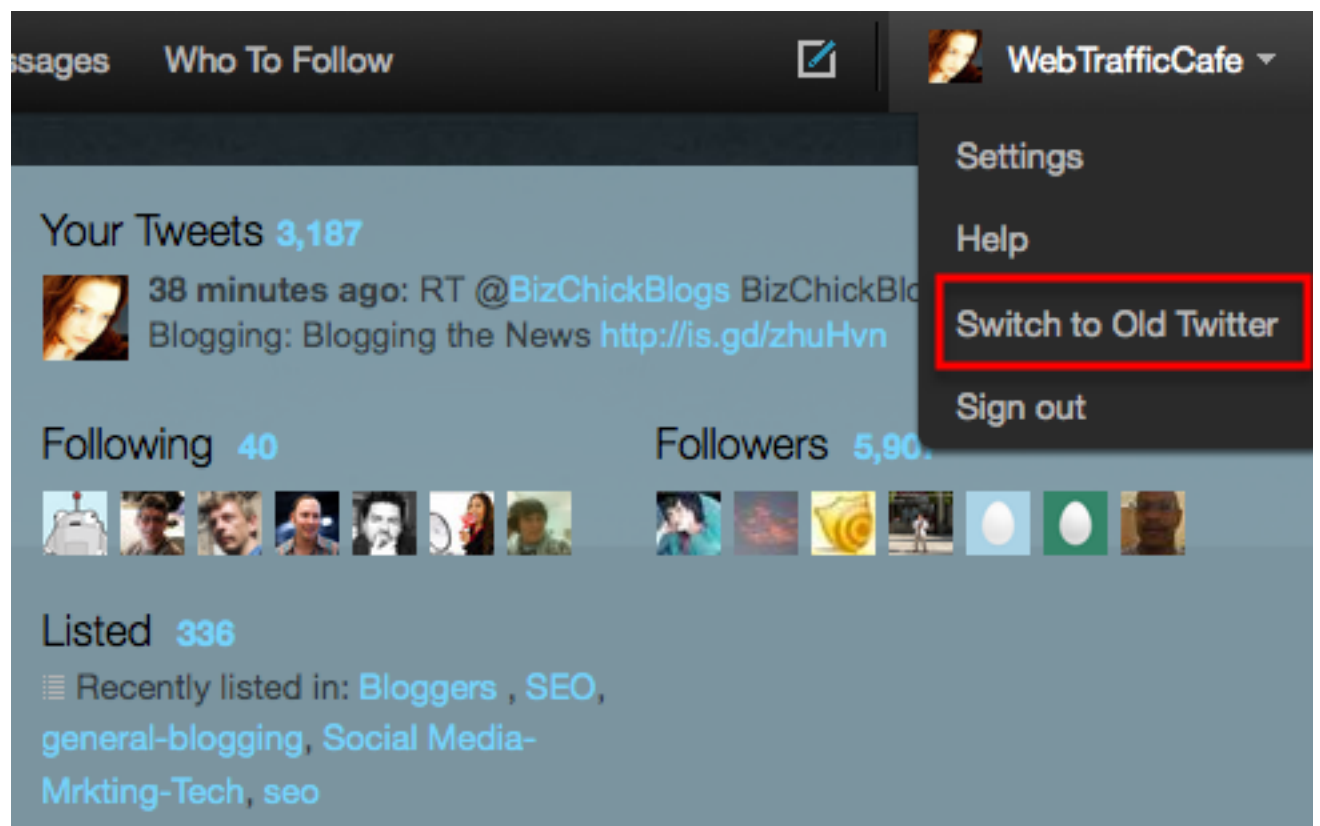 ssages Who To Follow WebTrafficCafe
Settings
Help
Switch to Old Twitter
Sign out
Your Tweets 3,187
38 minutes ago: RT @BizChickBlogs BizChickBlo
Blogging: Blogging the News http://is.gd/zhuHvn
Following 40
Followers 5,90
Listed 336
Recently listed in: Bloggers , SEO,
general-blogging, Social Media-
Mrkting-Tech, seo